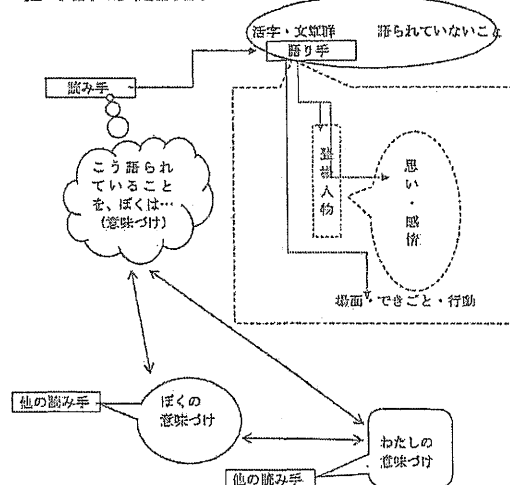 活字・文章群
語られていないこと
語り手
読み手
登場人物
思い・感情
こう語られ
ていること
を、ぼくは…
(意味づけ)
場面・できごと・行動
他の読み手
ぼくの
意味づけ
わたしの
意味づけ
他の読み手